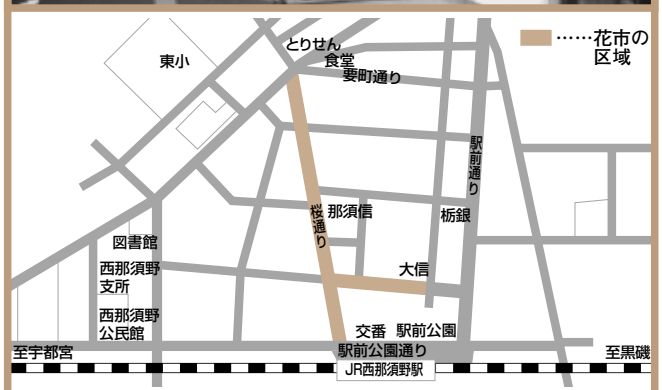 ……花市の
区域
とりせん
食堂
東小
要町通り
駅前通り
桜通り
那須信
栃銀
図書館
西那須野
支所
大信
西那須野
公民館
交番
駅前公園
駅前公園通り
至宇都宮
至黒磯
JR西那須野駅